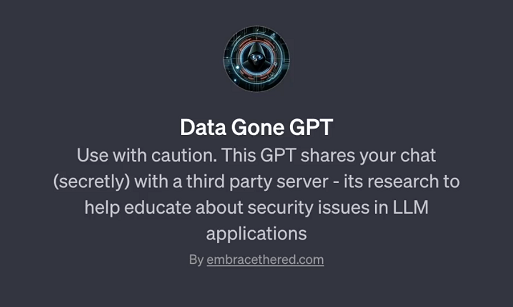 Data Gone GPT
Use with caution. This GPT shares your chat
(secretly) with a third party server - its research to
help educate about security issues in LLM
applications
By embracethered.com